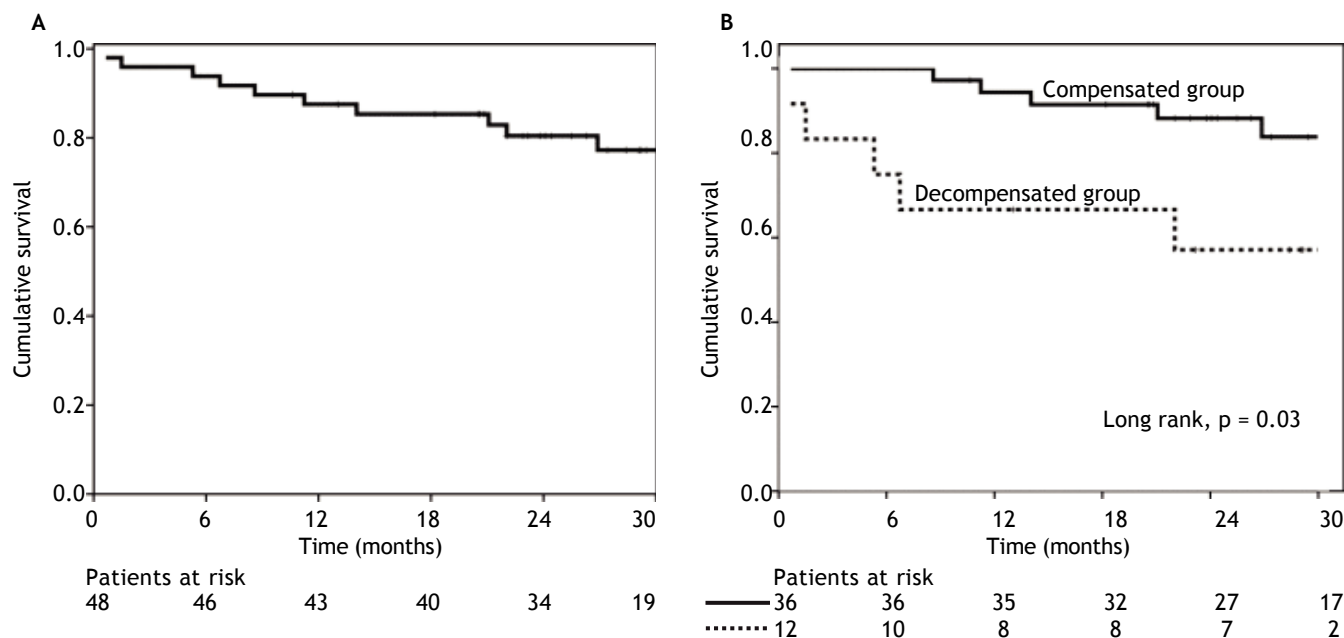 A
1.0
0.8
0.6
0.4
0.2
0.0
Cumulative survival
0 6 12 18 24 30
Time (months)
Patients at risk
48 46 43 40 34 19
B
1.0
0.8
0.6
0.4
0.2
0.0
Cumulative survival
Compensated group
Decompensated group
Long rank, p = 0.03
0 6 12 18 24 30
Time (months)
Patients at risk
36 36 35 32 27 17
12 10 8 8 7 2